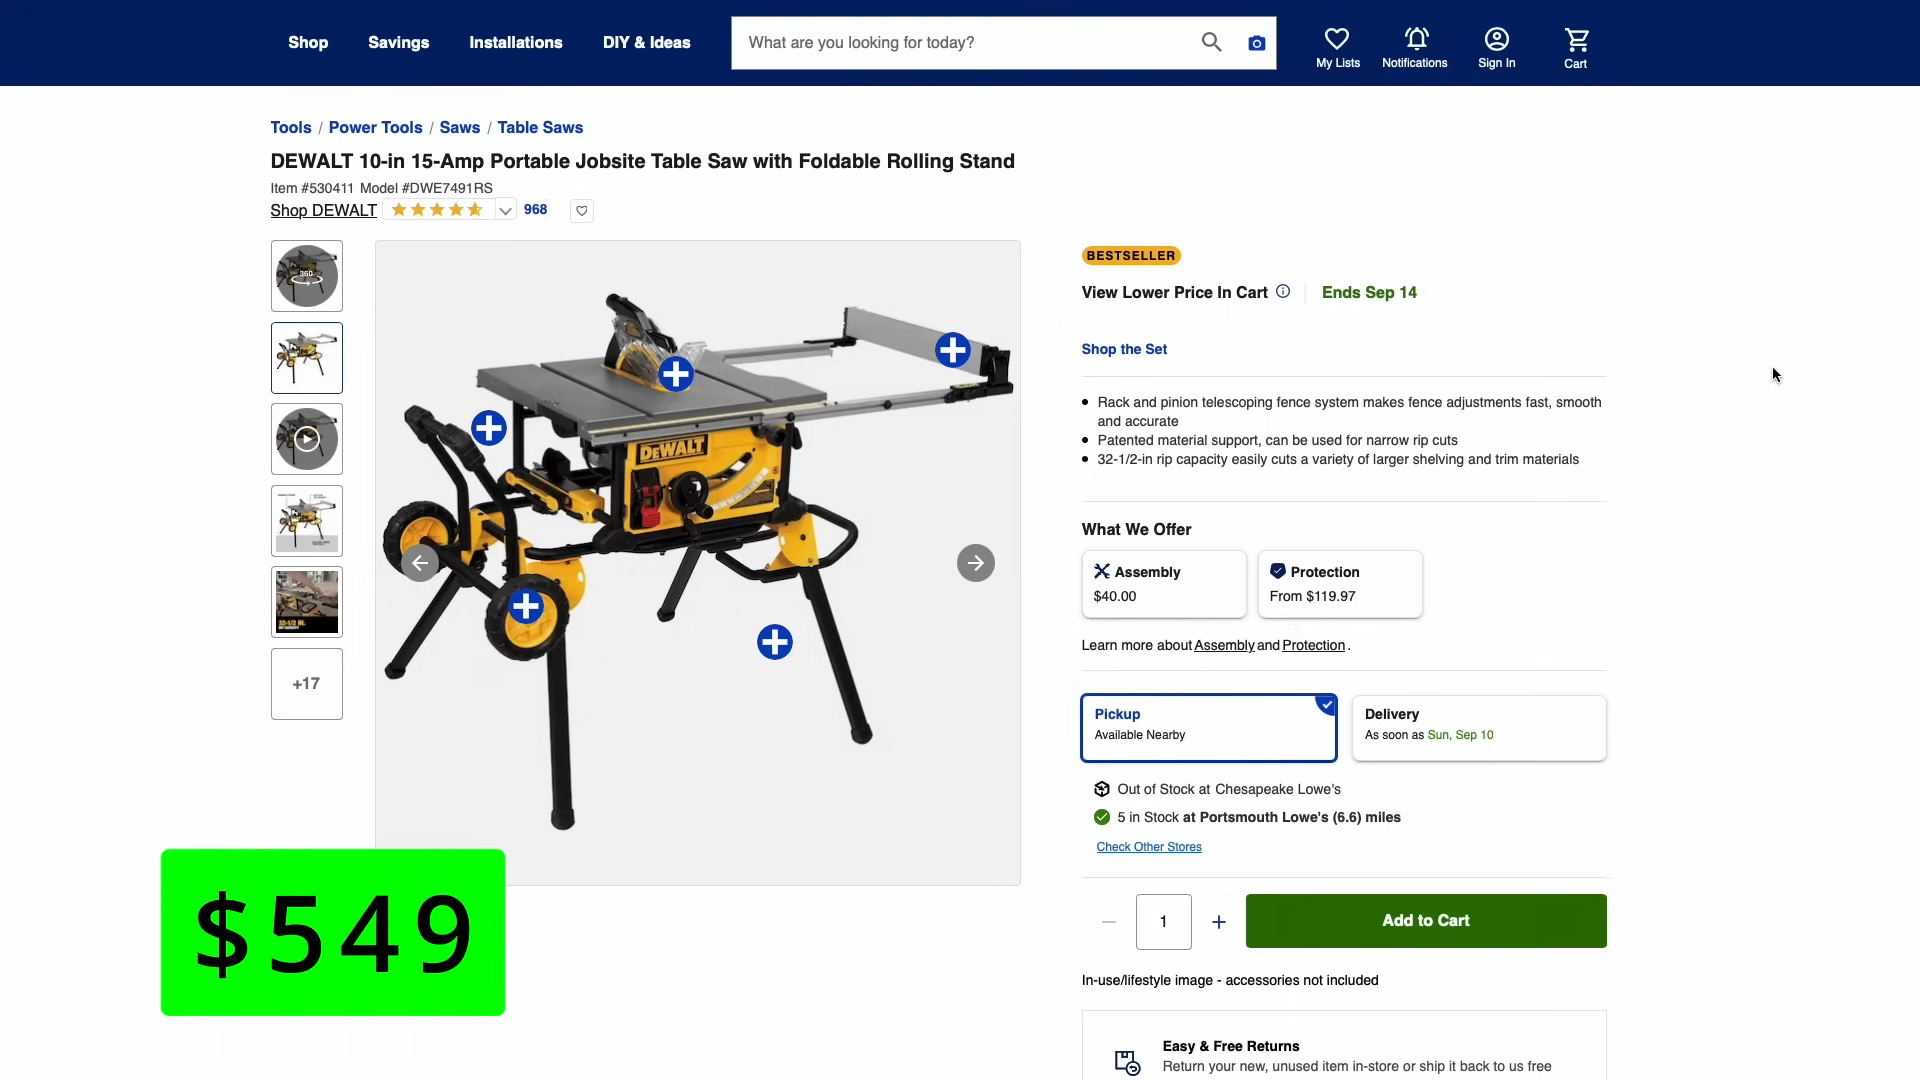 Shop
Savings
Installations
DIY & Ideas
What are you looking for today?
My Lists
Notifications
Sign In
Cart
Tools / Power Tools / Saws / Table Saws
DEWALT 10-in 15-Amp Portable Jobsite Table Saw with Foldable Rolling Stand
Item #530411 Model #DWE7491RS
Shop DEWALT
968
360
DEWALT
+17
$549
BESTSELLER
View Lower Price In Cart
Ends Sep 14
Shop the Set
Rack and pinion telescoping fence system makes fence adjustments fast, smooth
and accurate
Patented material support, can be used for narrow rip cuts
32-1/2-in rip capacity easily cuts a variety of larger shelving and trim materials
What We Offer
Assembly
$40.00
Protection
From $119.97
Learn more about Assembly and Protection .
Pickup
Available Nearby
Delivery
As soon as Sun, Sep 10
Out of Stock at Chesapeake Lowe's
5 in Stock at Portsmouth Lowe's (6.6) miles
Check Other Stores
1
Add to Cart
In-use/lifestyle image - accessories not included
Easy & Free Returns
Return your new, unused item in-store or ship it back to us free